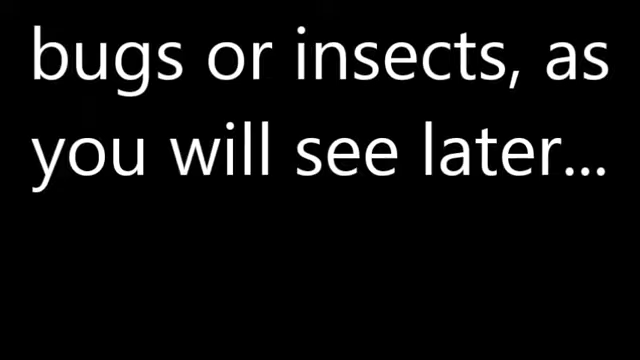 bugs or insects, as
you will see later...